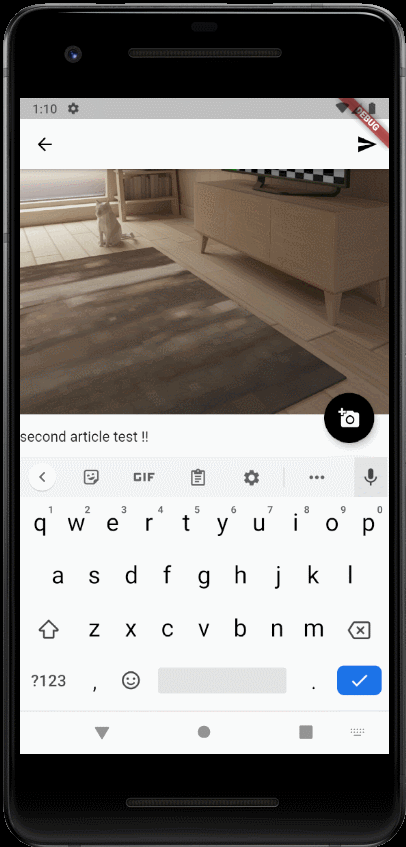 1:10
DEBUG
second article test !!
GIF
q1 w2 e3 r4 t5 y6 u7 i8 o9 p0
a s d f g h j k l
z x c v b n m
?123 , .